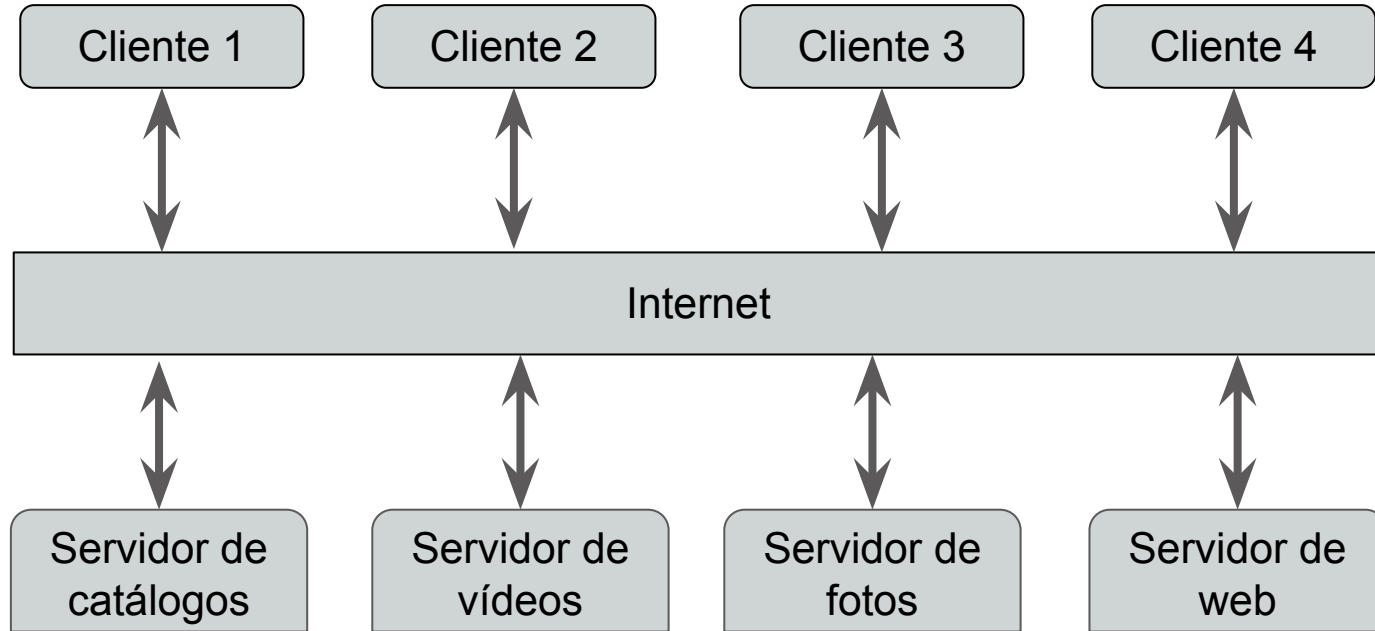 Cliente 1
Cliente 2
Cliente 3
Cliente 4
Internet
Servidor de
catálogos
Servidor de
vídeos
Servidor de
fotos
Servidor de
web